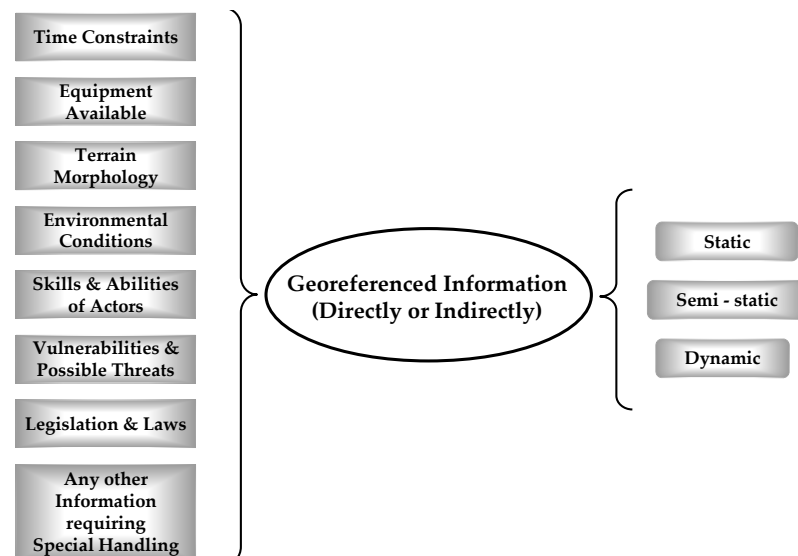 Time Constraints
Equipment
Available
Terrain
Morphology
Environmental
Conditions
Skills & Abilities
of Actors
Vulnerabilities &
Possible Threats
Legislation & Laws
Any other
Information
requiring
Special Handling
Georeferenced Information
(Directly or Indirectly)
Static
Semi - static
Dynamic